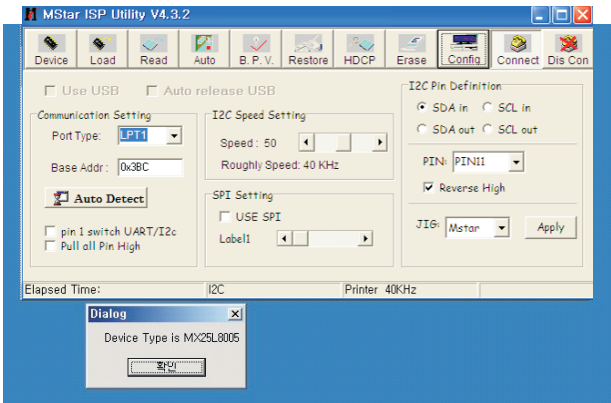 MStar ISP Utility V4.3.2
Device Load Read Auto B. P. V. Restore HDCP Erase Config Connect Dis Con
Use USB Auto release USB
Communication Setting
Port Type: LPT1
Base Addr: 0x3BC
Auto Detect
pin 1 switch UART/I2c
Pull all Pin High
I2C Speed Setting
Speed : 50
Roughly Speed: 40 KHz
SPI Setting
USE SPI
Label1
I2C Pin Definition
SDA in SCL in
SDA out SCL out
PIN: PIN11
Reverse High
JIG: Mstar Apply
Elapsed Time: I2C Printer 40KHz
Dialog
Device Type is MX25L8005
확인